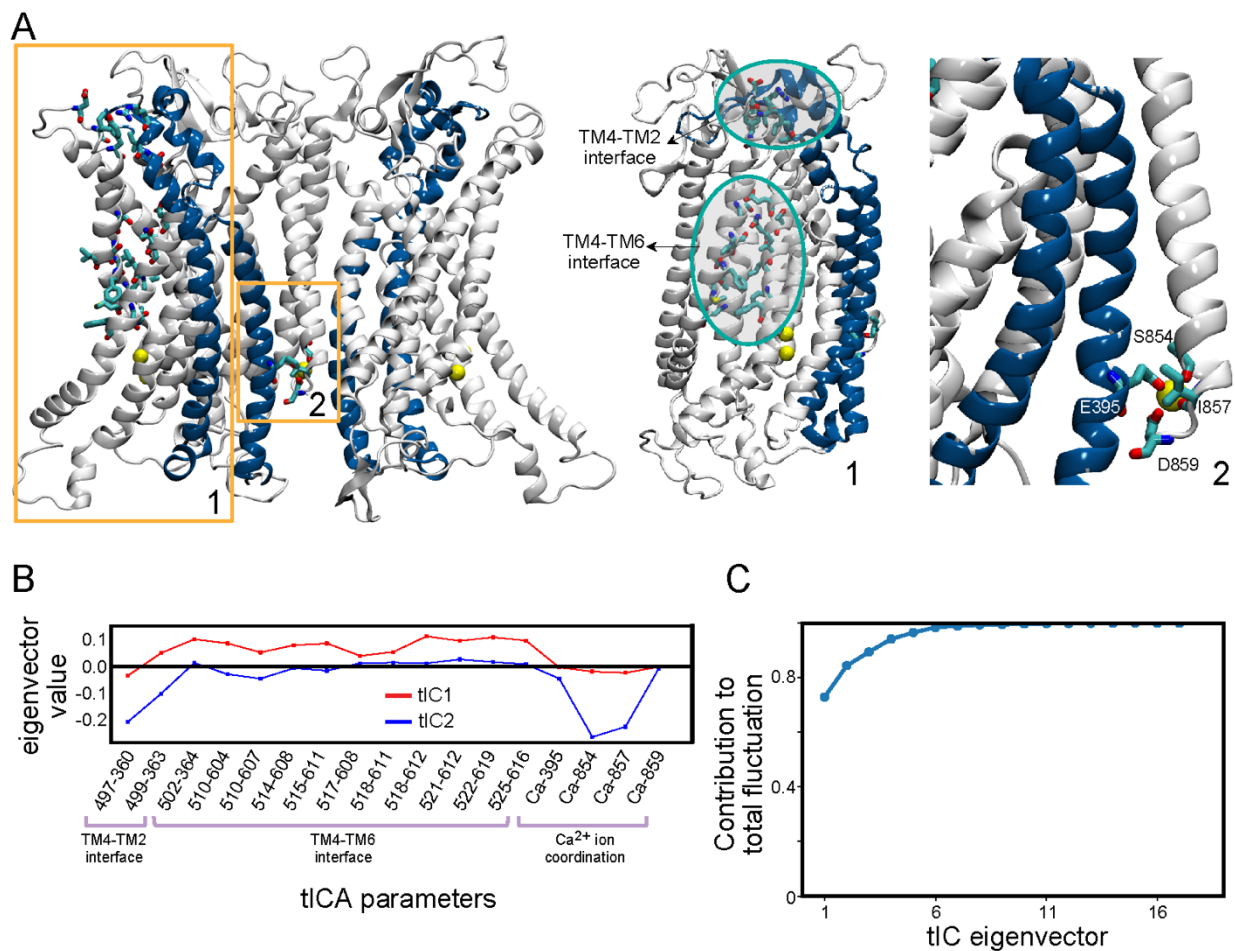 A
TM4-TM2
interface
TM4-TM6
interface
1
2
1
S854
E395
I857
D859
2
B
eigenvector
value
0.1
0.0
-0.1
-0.2
tIC1
tIC2
497-360
499-363
502-364
510-604
510-607
514-608
515-611
517-608
518-611
518-612
521-612
522-619
525-616
Ca-395
Ca-854
Ca-857
Ca-859
TM4-TM2
interface
TM4-TM6
interface
Ca2+ ion
coordination
tICA parameters
C
Contribution to
total fluctuation
0.8
0.4
0
1
6
11
16
tIC eigenvector